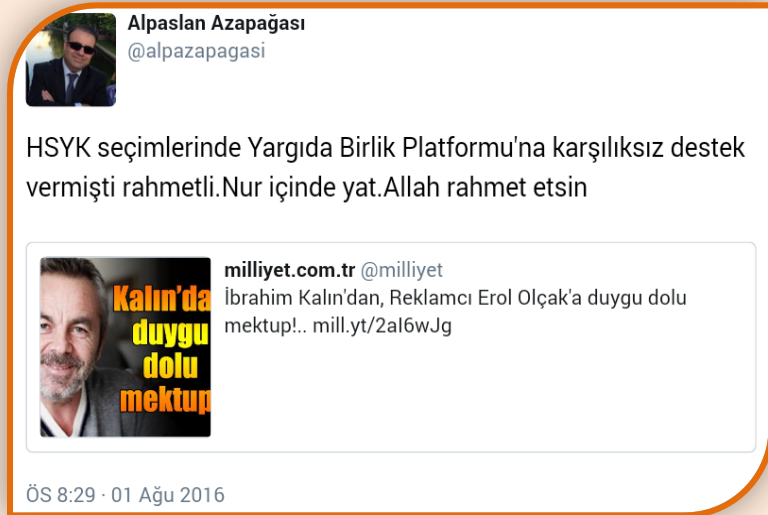 Alpaslan Azapağası
@alpazapagasi
HSYK seçimlerinde Yargıda Birlik Platformu'na karşılıksız destek
vermişti rahmetli.Nur içinde yat.Allah rahmet etsin
milliyet.com.tr @milliyet
İbrahim Kalın'dan, Reklamcı Erol Olçak'a duygu dolu
mektup!.. mill.yt/2aI6wJg
Kalın'da
duygu
dolu
mektup
ÖS 8:29 · 01 Ağu 2016